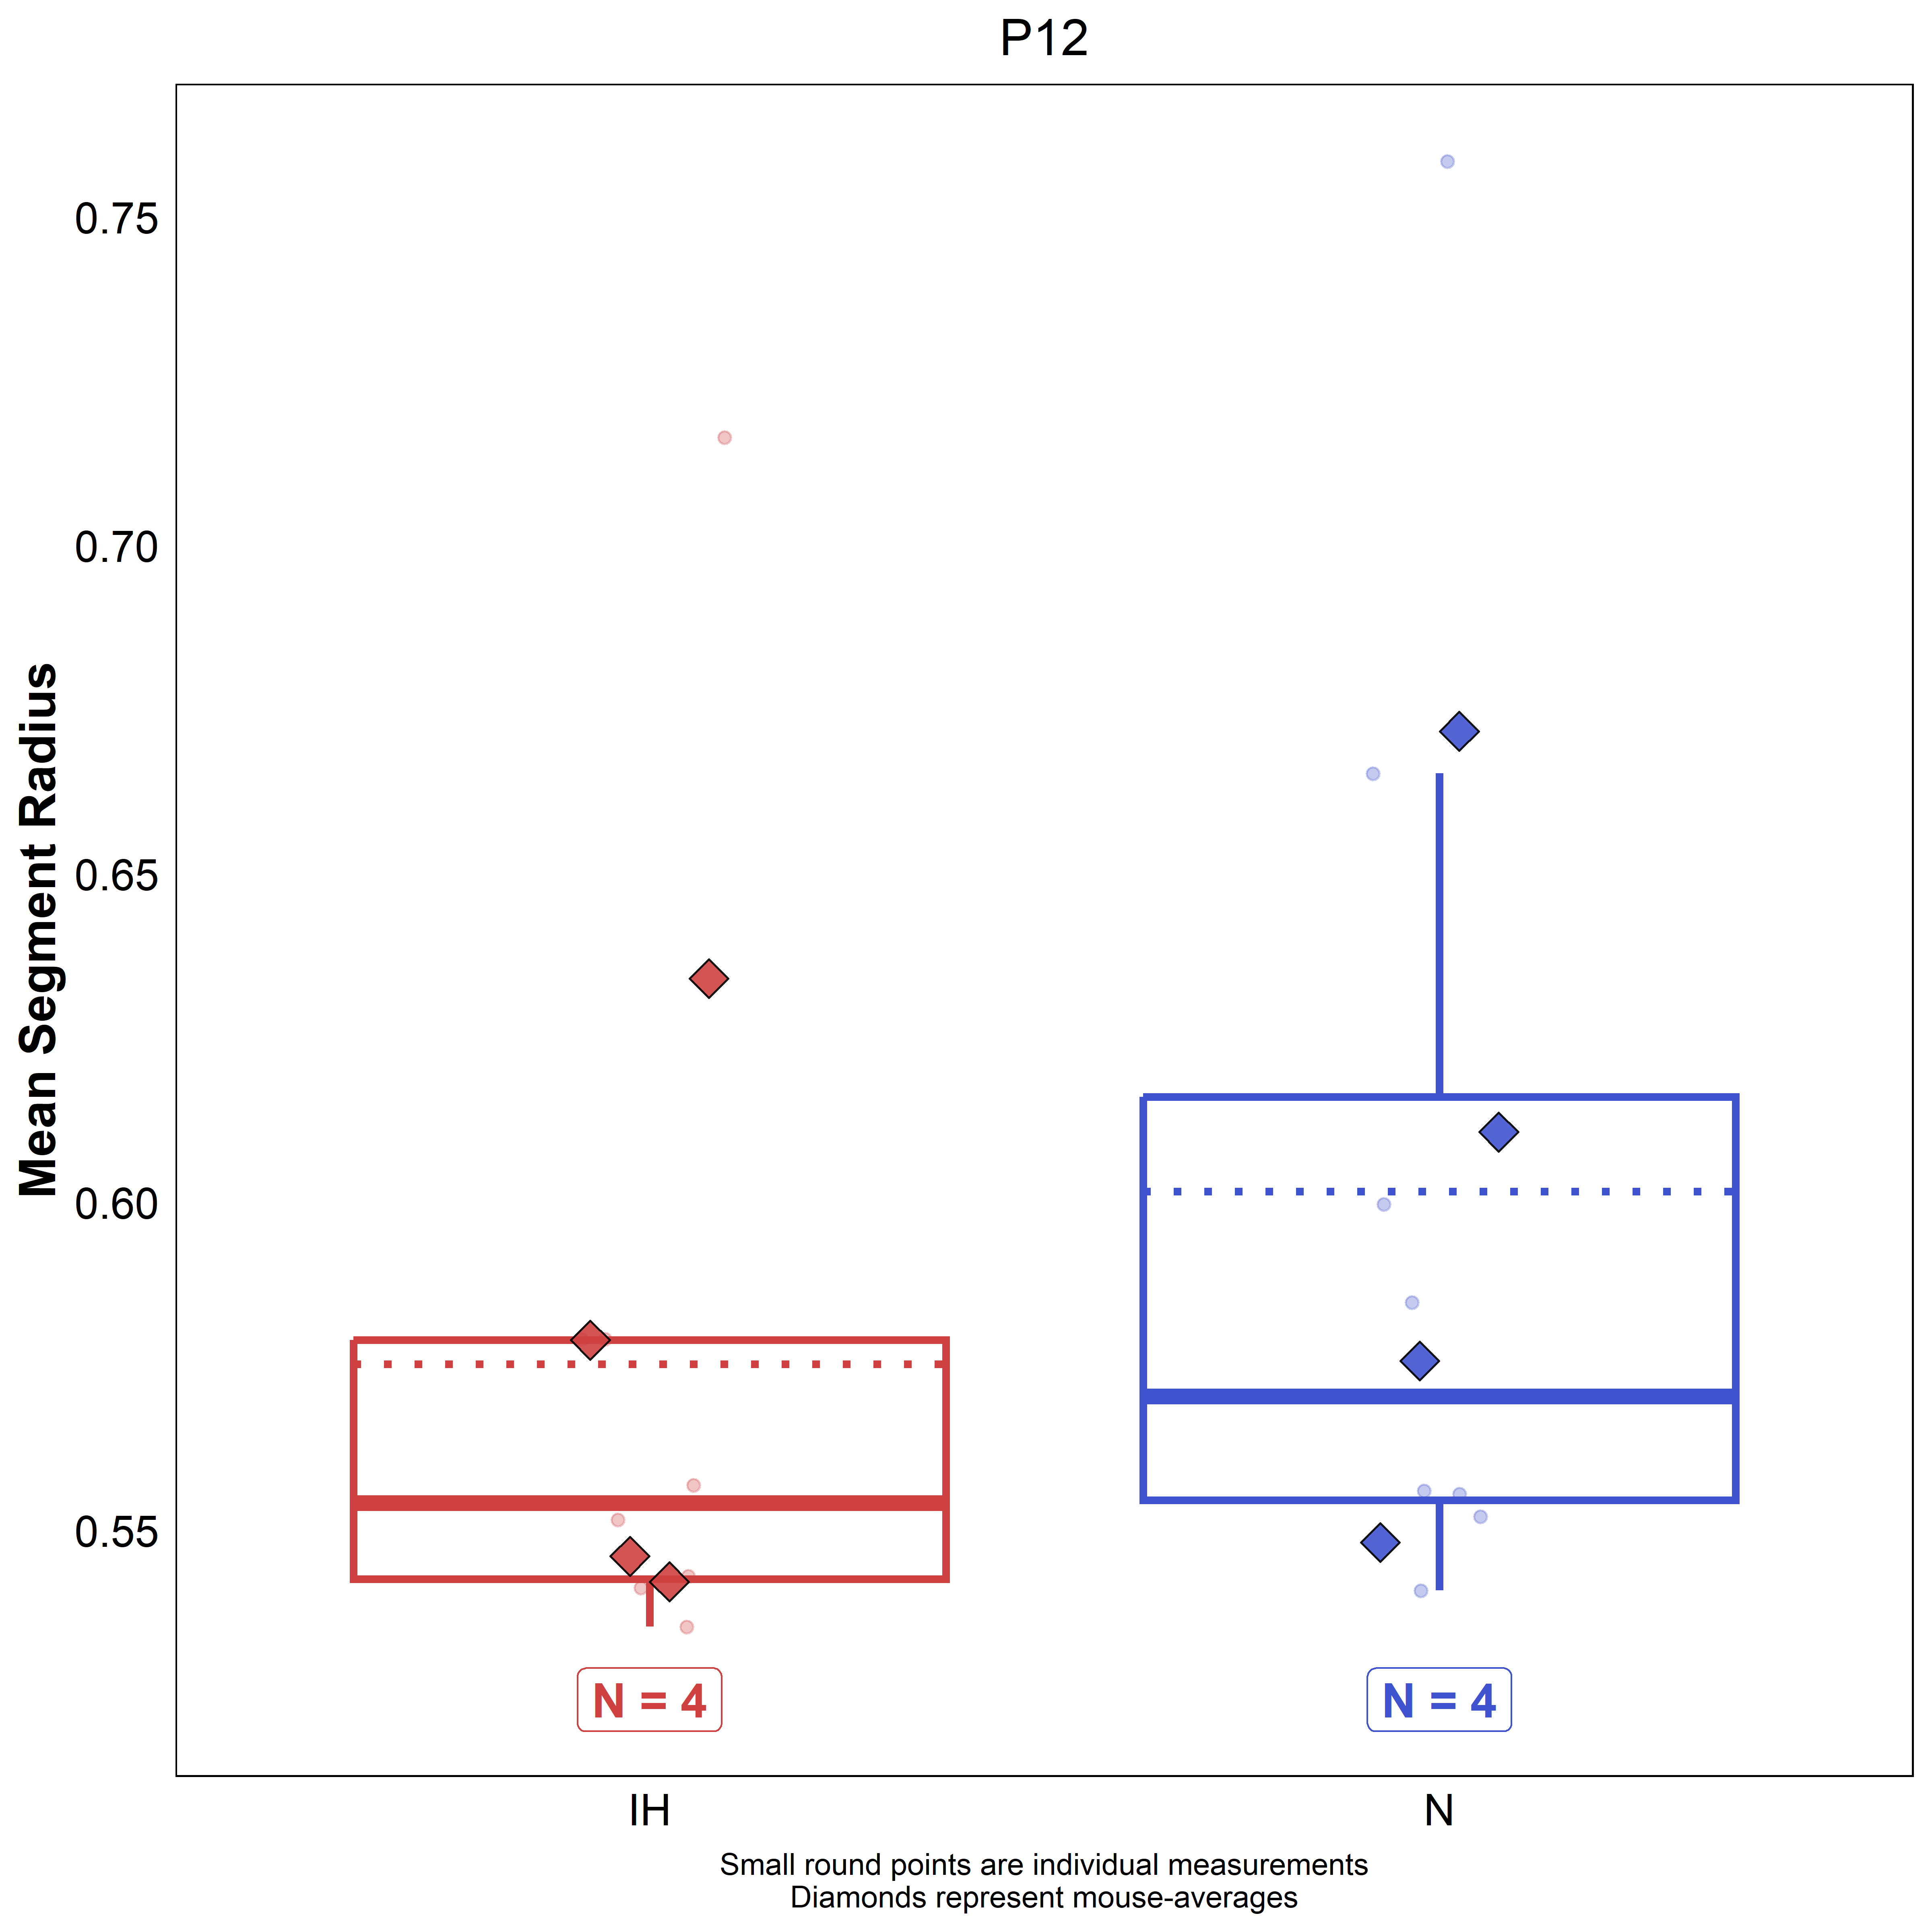 P12
Mean Segment Radius
0.75
0.70
0.65
0.60
0.55
N = 4
N = 4
IH
N
Small round points are individual measurements
Diamonds represent mouse-averages